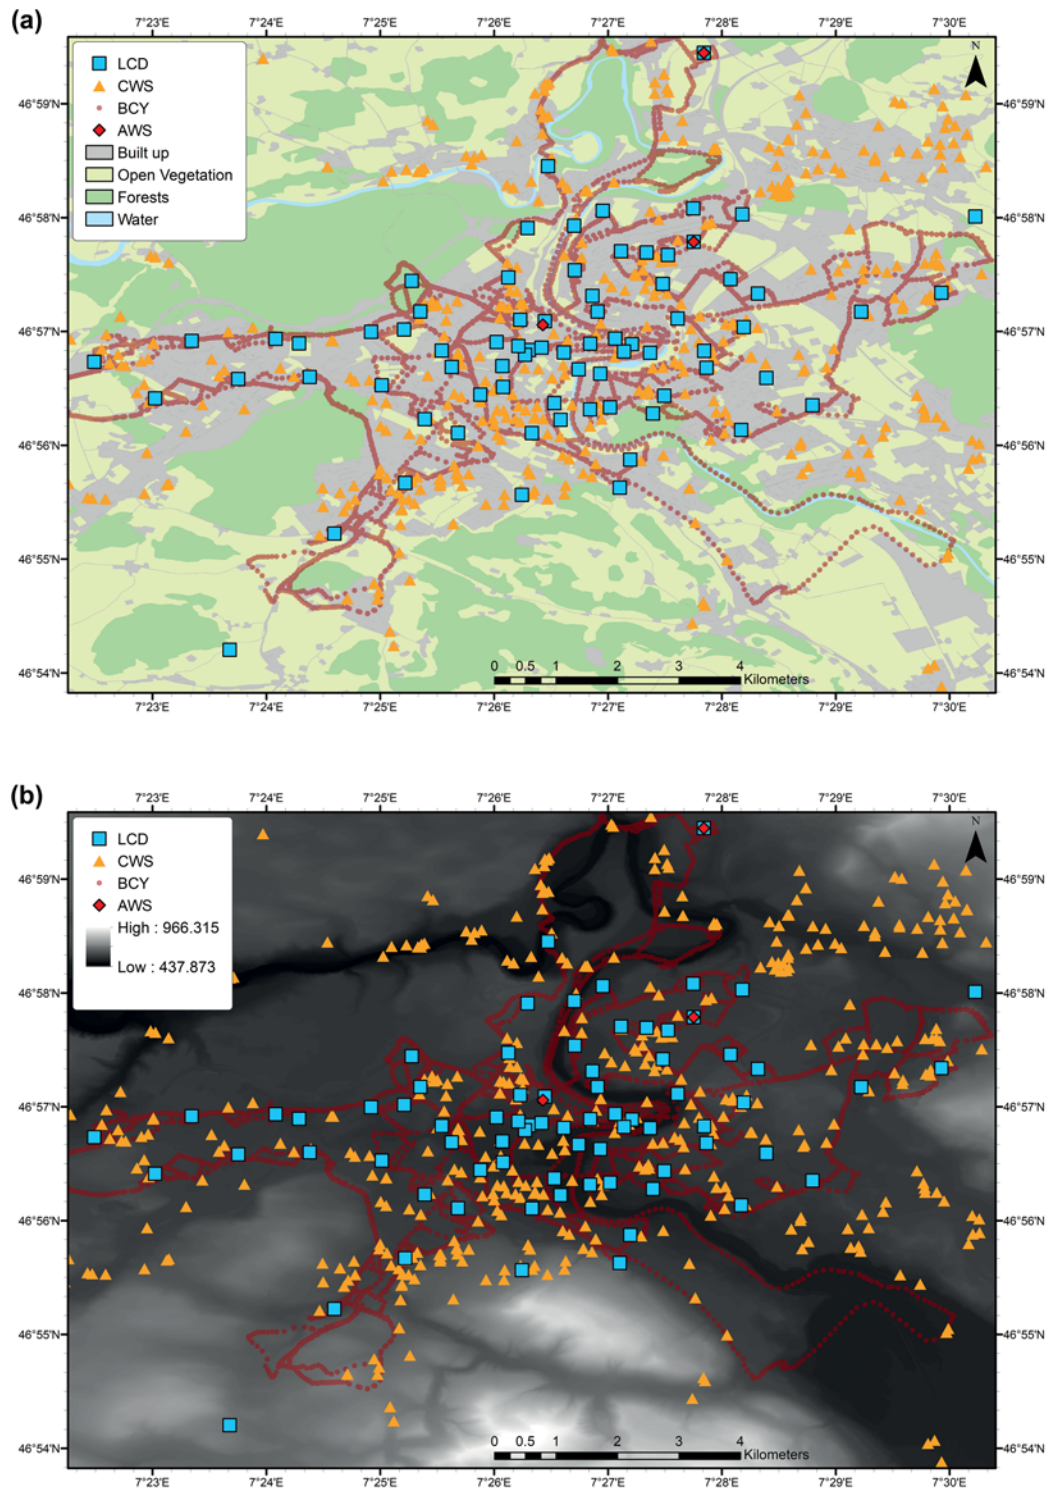 (a)
7°23'E 7°24'E 7°25'E 7°26'E 7°27'E 7°28'E 7°29'E 7°30'E
LCD
CWS
BCY
AWS
Built up
Open Vegetation
Forests
Water
N
46°59'N 46°59'N
46°58'N 46°58'N
46°57'N 46°57'N
46°56'N 46°56'N
46°55'N 46°55'N
46°54'N 46°54'N
0 0.5 1 2 3 4
Kilometers
7°23'E 7°24'E 7°25'E 7°26'E 7°27'E 7°28'E 7°29'E 7°30'E
(b)
7°23'E 7°24'E 7°25'E 7°26'E 7°27'E 7°28'E 7°29'E 7°30'E
LCD
CWS
BCY
AWS
High : 966.315
Low : 437.873
N
46°59'N 46°59'N
46°58'N 46°58'N
46°57'N 46°57'N
46°56'N 46°56'N
46°55'N 46°55'N
46°54'N 46°54'N
0 0.5 1 2 3 4
Kilometers
7°23'E 7°24'E 7°25'E 7°26'E 7°27'E 7°28'E 7°29'E 7°30'E